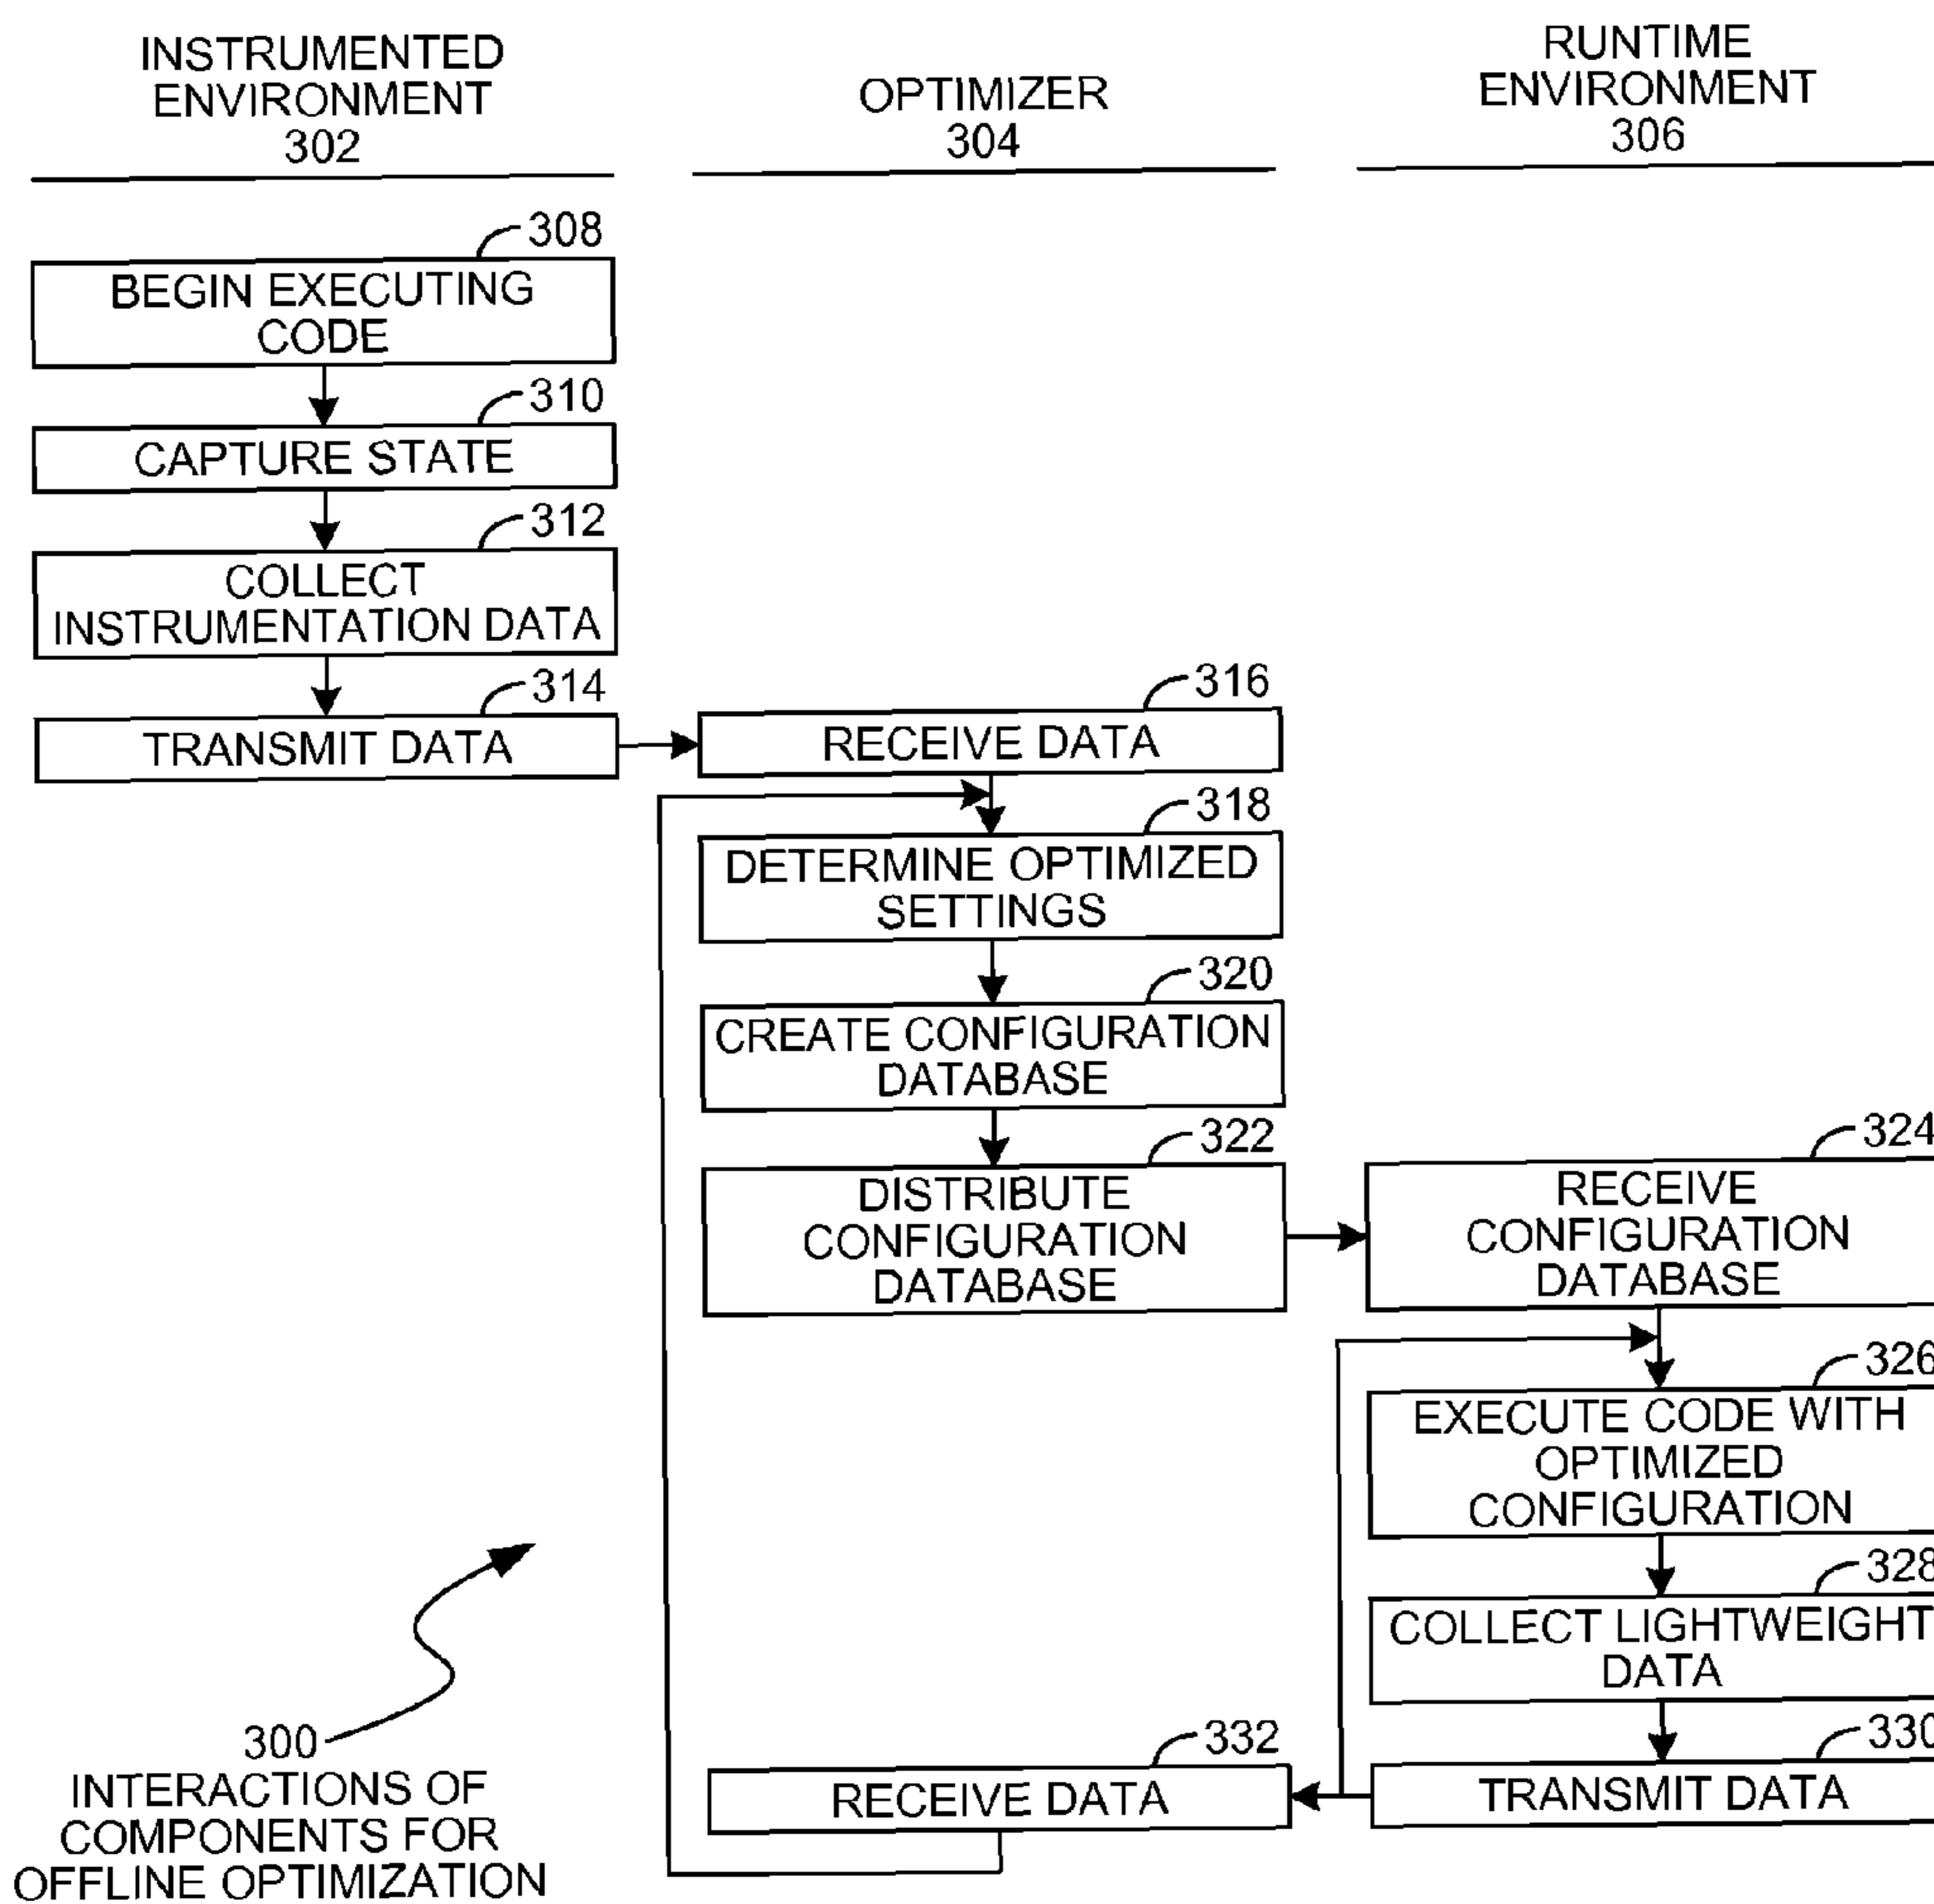 INSTRUMENTED
ENVIRONMENT
302
OPTIMIZER
304
RUNTIME
ENVIRONMENT
306
308
BEGIN EXECUTING
CODE
310
CAPTURE STATE
312
COLLECT
INSTRUMENTATION DATA
314
TRANSMIT DATA
316
RECEIVE DATA
318
DETERMINE OPTIMIZED
SETTINGS
320
CREATE CONFIGURATION
DATABASE
322
DISTRIBUTE
CONFIGURATION
DATABASE
324
RECEIVE
CONFIGURATION
DATABASE
326
EXECUTE CODE WITH
OPTIMIZED
CONFIGURATION
328
COLLECT LIGHTWEIGHT
DATA
330
TRANSMIT DATA
332
RECEIVE DATA
300
INTERACTIONS OF
COMPONENTS FOR
OFFLINE OPTIMIZATION